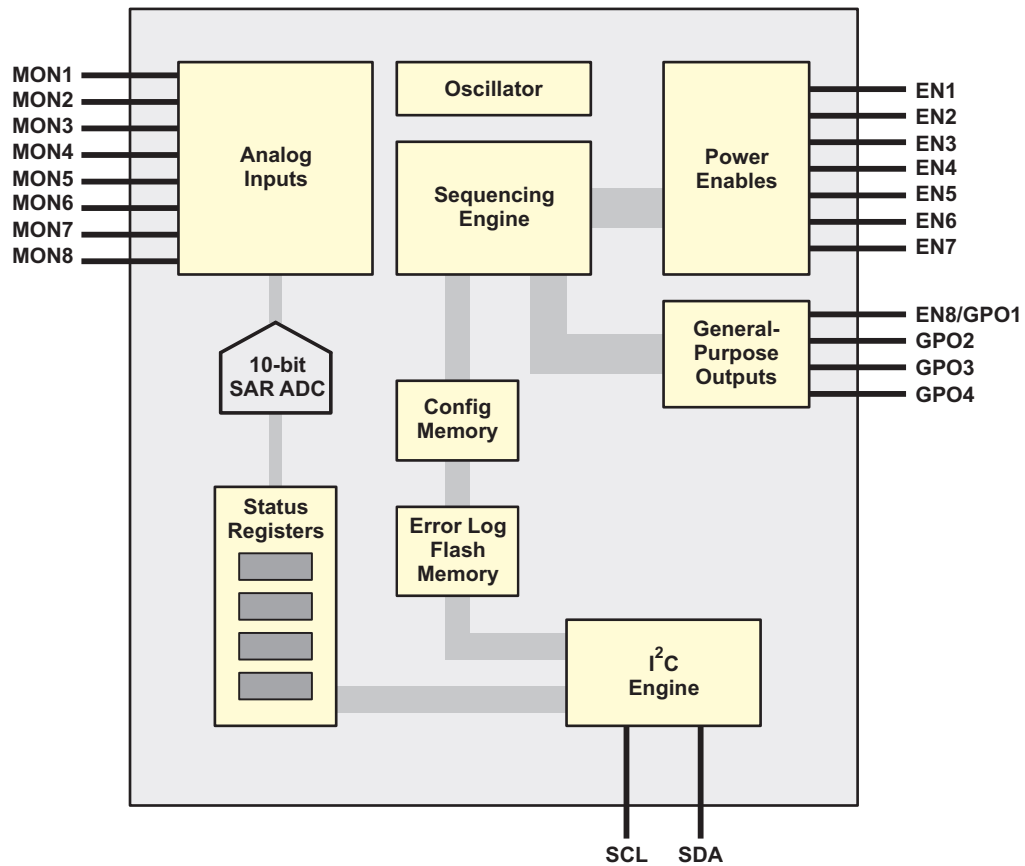 MON1
MON2
MON3
MON4
MON5
MON6
MON7
MON8
Analog
Inputs
Oscillator
Sequencing
Engine
Power
Enables
EN1
EN2
EN3
EN4
EN5
EN6
EN7
General-
Purpose
Outputs
EN8/GPO1
GPO2
GPO3
GPO4
10-bit
SAR ADC
Config
Memory
Status
Registers
Error Log
Flash
Memory
I²C
Engine
SCL SDA